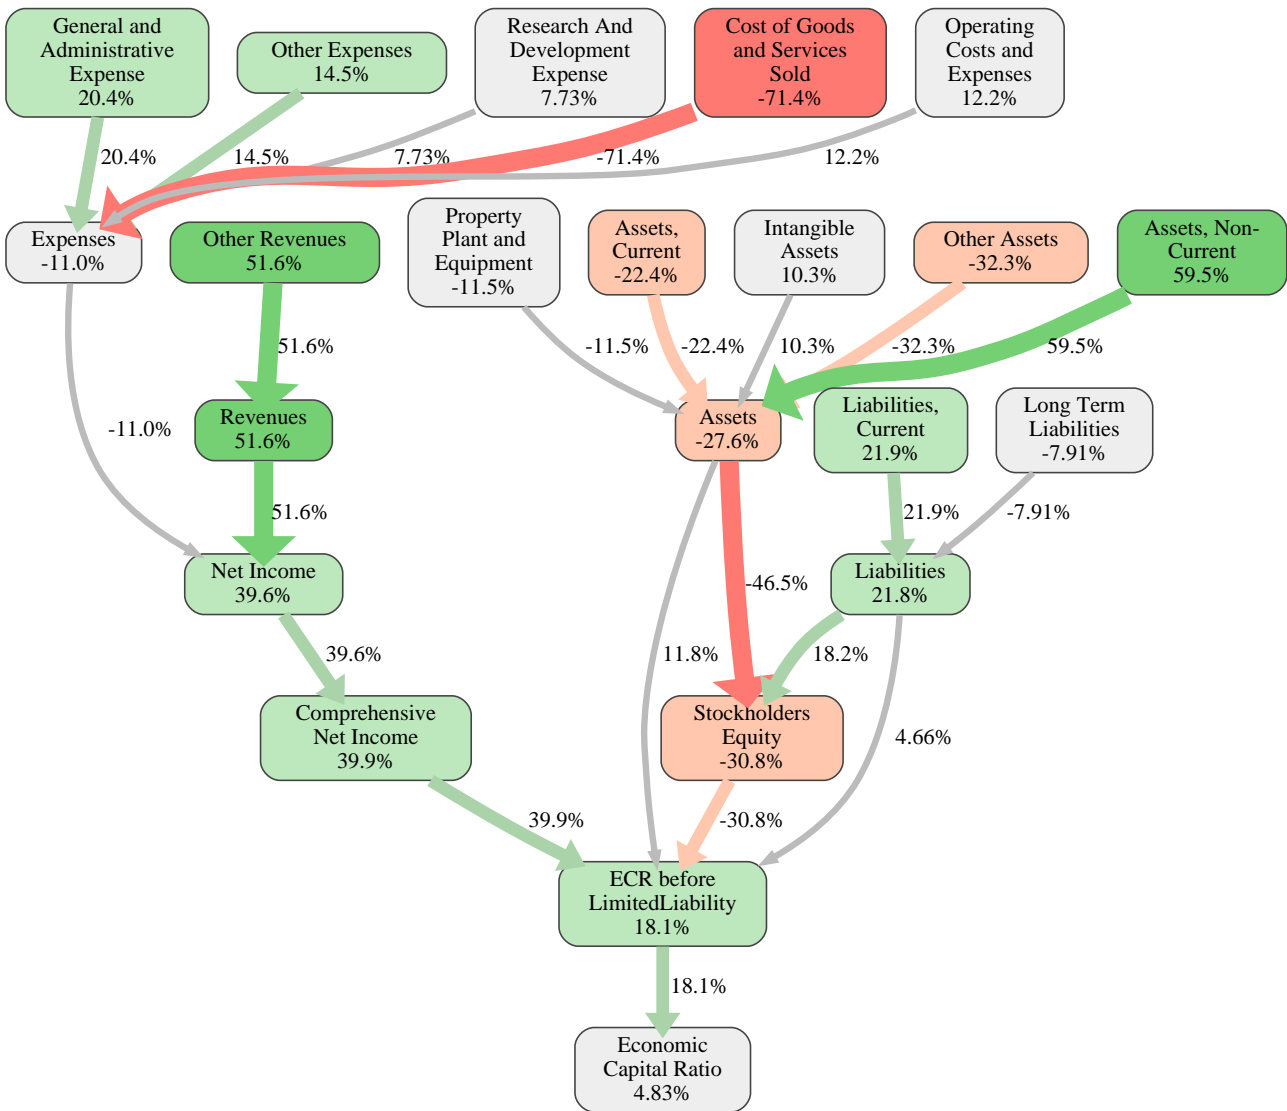 General and
Administrative
Expense
20.4%
Other Expenses
14.5%
Research And
Development
Expense
7.73%
Cost of Goods
and Services
Sold
-71.4%
Operating
Costs and
Expenses
12.2%
20.4%
14.5%
7.73%
-71.4%
12.2%
Expenses
-11.0%
Other Revenues
51.6%
Property
Plant and
Equipment
-11.5%
Assets,
Current
-22.4%
Intangible
Assets
10.3%
Other Assets
-32.3%
Assets, Non-
Current
59.5%
51.6%
-11.5%
-22.4%
10.3%
-32.3%
59.5%
-11.0%
Revenues
51.6%
Assets
-27.6%
Liabilities,
Current
21.9%
Long Term
Liabilities
-7.91%
51.6%
21.9%
-7.91%
Net Income
39.6%
-46.5%
Liabilities
21.8%
39.6%
11.8%
18.2%
Comprehensive
Net Income
39.9%
Stockholders
Equity
-30.8%
4.66%
39.9%
-30.8%
ECR before
LimitedLiability
18.1%
18.1%
Economic
Capital Ratio
4.83%